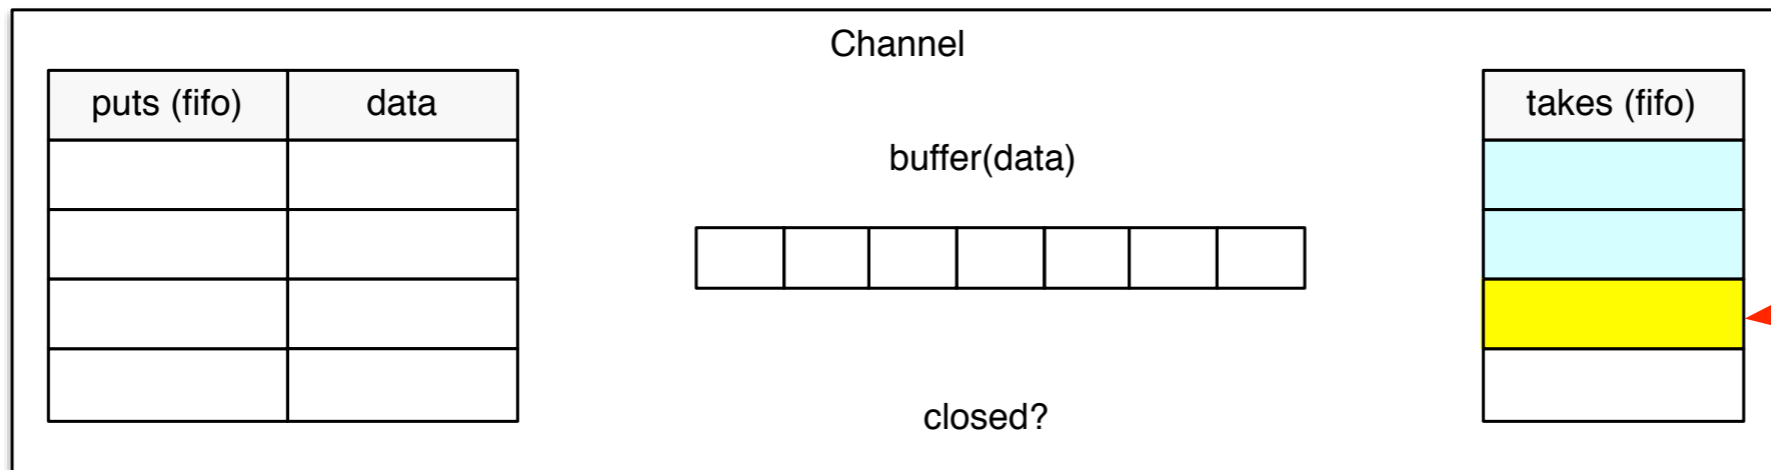 Channel
puts (fifo) data
takes (fifo)
buffer(data)
closed?